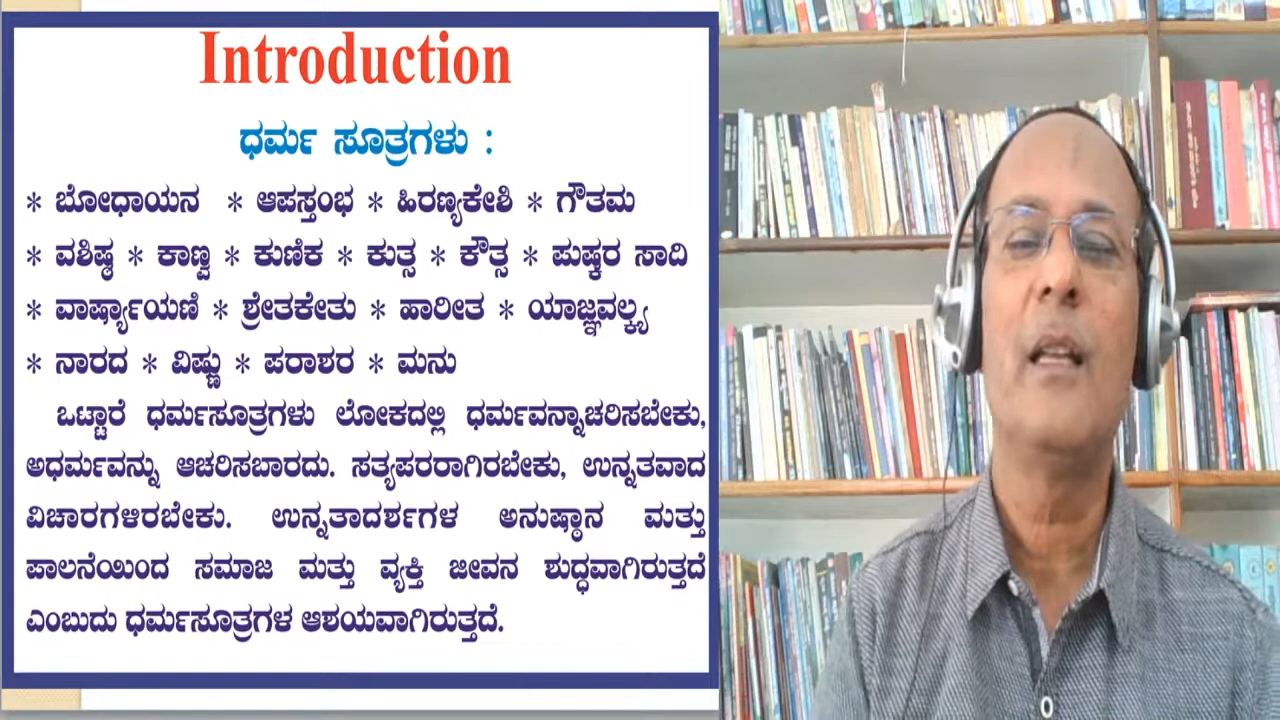 Introduction
ಧರ್ಮ ಸೂತ್ರಗಳು :
* ಬೋಧಾಯನ * ಆಪಸ್ತಂಭ * ಹಿರಣ್ಯಕೇಶಿ * ಗೌತಮ
* ವಶಿಷ್ಠ * ಕಾಣ್ವ * ಕುಣಿಕ * ಕುತ್ಸ * ಕೌತ್ಸ * ಪುಷ್ಕರ ಸಾದಿ
* ವಾರ್ಷ್ಯಾಯಣಿ * ಶ್ರೇತಕೇತು * ಹಾರೀತ * ಯಾಜ್ಞವಲ್ಕ್ಯ
* ನಾರದ * ವಿಷ್ಣು * ಪರಾಶರ * ಮನು
ಒಟ್ಟಾರೆ ಧರ್ಮಸೂತ್ರಗಳು ಲೋಕದಲ್ಲಿ ಧರ್ಮವನ್ನಾಚರಿಸಬೇಕು,
ಅಧರ್ಮವನ್ನು ಆಚರಿಸಬಾರದು. ಸತ್ಯಪರರಾಗಿರಬೇಕು, ಉನ್ನತವಾದ
ವಿಚಾರಗಳಿರಬೇಕು. ಉನ್ನತಾದರ್ಶಗಳ ಅನುಷ್ಠಾನ ಮತ್ತು
ಪಾಲನೆಯಿಂದ ಸಮಾಜ ಮತ್ತು ವ್ಯಕ್ತಿ ಜೀವನ ಶುದ್ಧವಾಗಿರುತ್ತದೆ
ಎಂಬುದು ಧರ್ಮಸೂತ್ರಗಳ ಆಶಯವಾಗಿರುತ್ತದೆ.